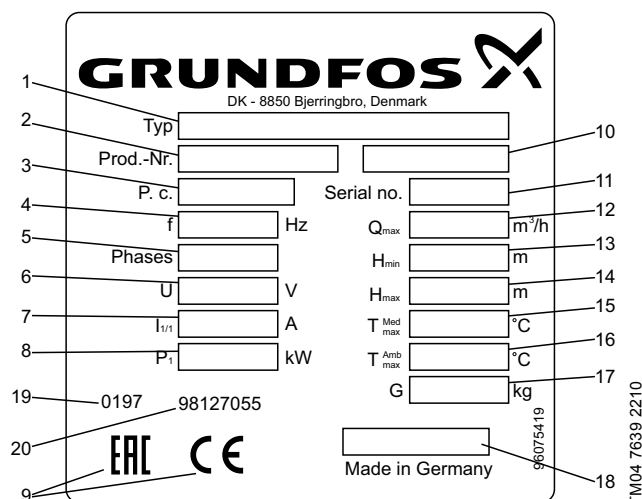 GRUNDFOS
DK - 8850 Bjerringbro, Denmark
1
Typ
2
Prod.-Nr.
10
3
P. c.
Serial no.
11
4
f
Hz
Qmax
m³/h
12
5
Phases
Hmin
m
13
6
U
V
Hmax
m
14
7
I1/1
A
T Med max
°C
15
8
P1
kW
T Amb max
°C
16
G
kg
17
19
0197
98127055
20
96075419
EAC
CE
9
Made in Germany
18
TM04 7639 2210